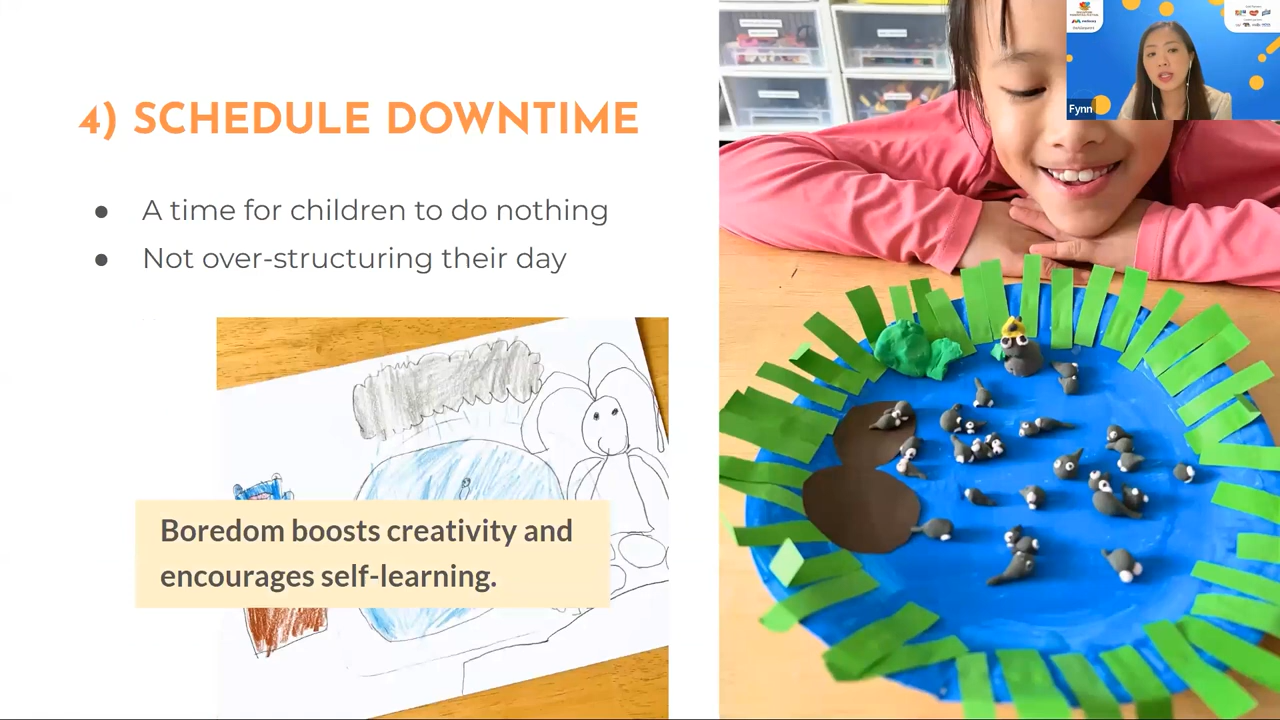 4) SCHEDULE DOWNTIME
● A time for children to do nothing
● Not over-structuring their day
Boredom boosts creativity and
encourages self-learning.
Fynn